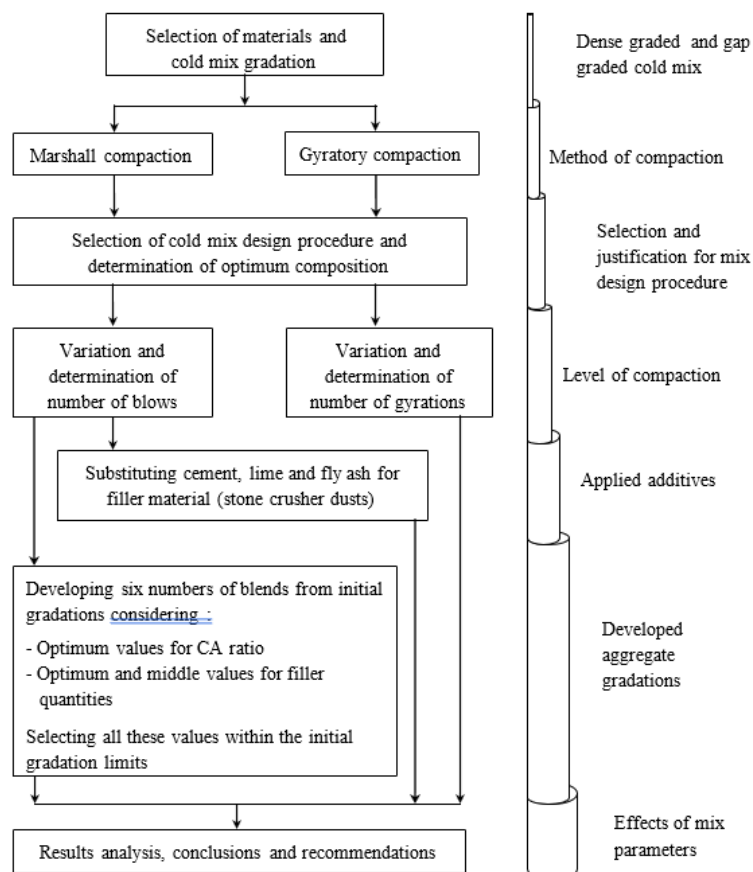 Selection of materials and
cold mix gradation
Dense graded and gap
graded cold mix
Marshall compaction
Gyratory compaction
Method of compaction
Selection of cold mix design procedure and
determination of optimum composition
Selection and
justification for mix
design procedure
Variation and
determination of
number of blows
Variation and
determination of
number of gyrations
Level of compaction
Substituting cement, lime and fly ash for
filler material (stone crusher dusts)
Applied additives
Developing six numbers of blends from initial
gradations considering :
- Optimum values for CA ratio
- Optimum and middle values for filler
quantities
Selecting all these values within the initial
gradation limits
Developed
aggregate
gradations
Results analysis, conclusions and recommendations
Effects of mix
parameters